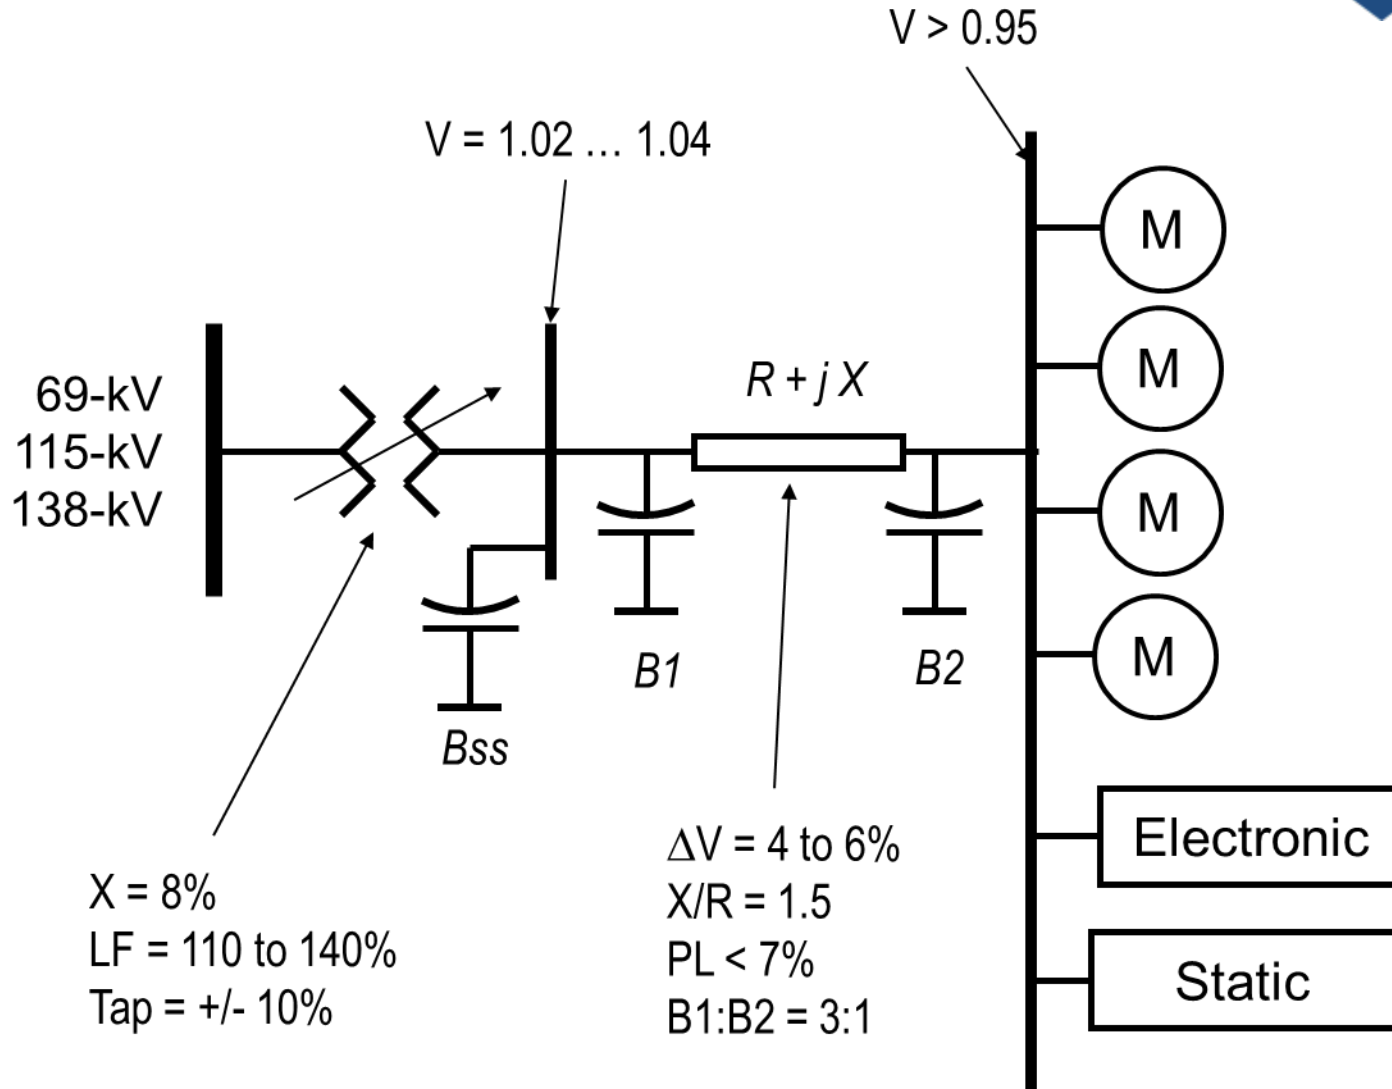 V > 0.95
V = 1.02 ... 1.04
69-kV
115-kV
138-kV
R + j X
M
M
M
M
B1
B2
Bss
Electronic
Static
X = 8%
LF = 110 to 140%
Tap = +/- 10%
ΔV = 4 to 6%
X/R = 1.5
PL < 7%
B1:B2 = 3:1